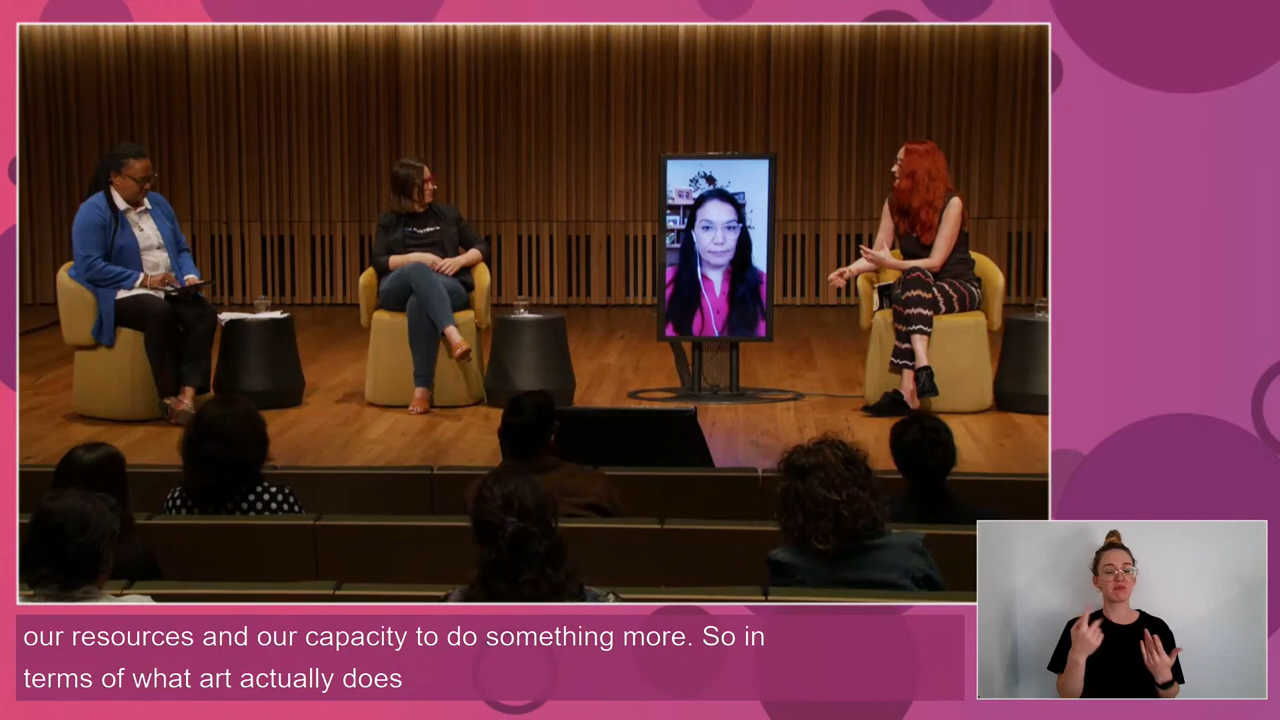 our resources and our capacity to do something more. So in
terms of what art actually does